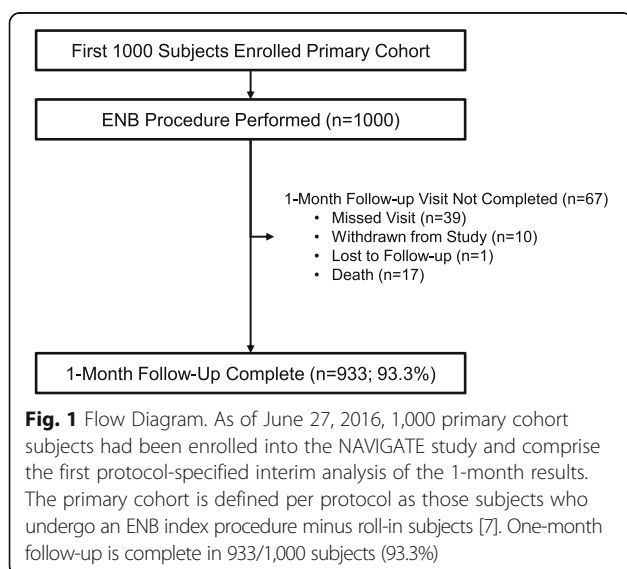 First 1000 Subjects Enrolled Primary Cohort
ENB Procedure Performed (n=1000)
1-Month Follow-up Visit Not Completed (n=67)
• Missed Visit (n=39)
• Withdrawn from Study (n=10)
• Lost to Follow-up (n=1)
• Death (n=17)
1-Month Follow-Up Complete (n=933; 93.3%)
Fig. 1 Flow Diagram. As of June 27, 2016, 1,000 primary cohort
subjects had been enrolled into the NAVIGATE study and comprise
the first protocol-specified interim analysis of the 1-month results.
The primary cohort is defined per protocol as those subjects who
undergo an ENB index procedure minus roll-in subjects [7]. One-month
follow-up is complete in 933/1,000 subjects (93.3%)